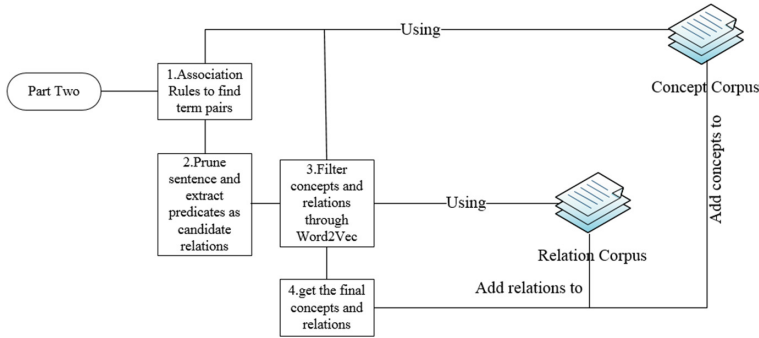 Using
Part Two
1.Association
Rules to find
term pairs
Concept Corpus
2.Prune
sentence and
extract
predicates as
candidate
relations
3.Filter
concepts and
relations
through
Word2Vec
Using
Add concepts to
Relation Corpus
4.get the final
concepts and
relations
Add relations to